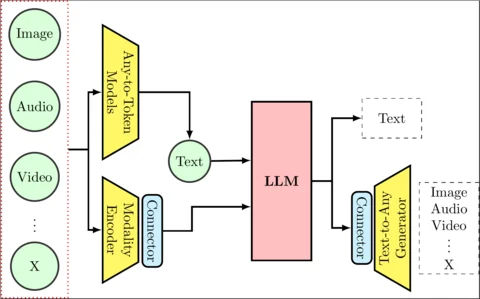 Image
Audio
Video
⋮
X
Any-to-Token
Models
Modality
Encoder
Connector
Text
LLM
Text
Connector
Text-to-Any
Generator
Image
Audio
Video
⋮
X